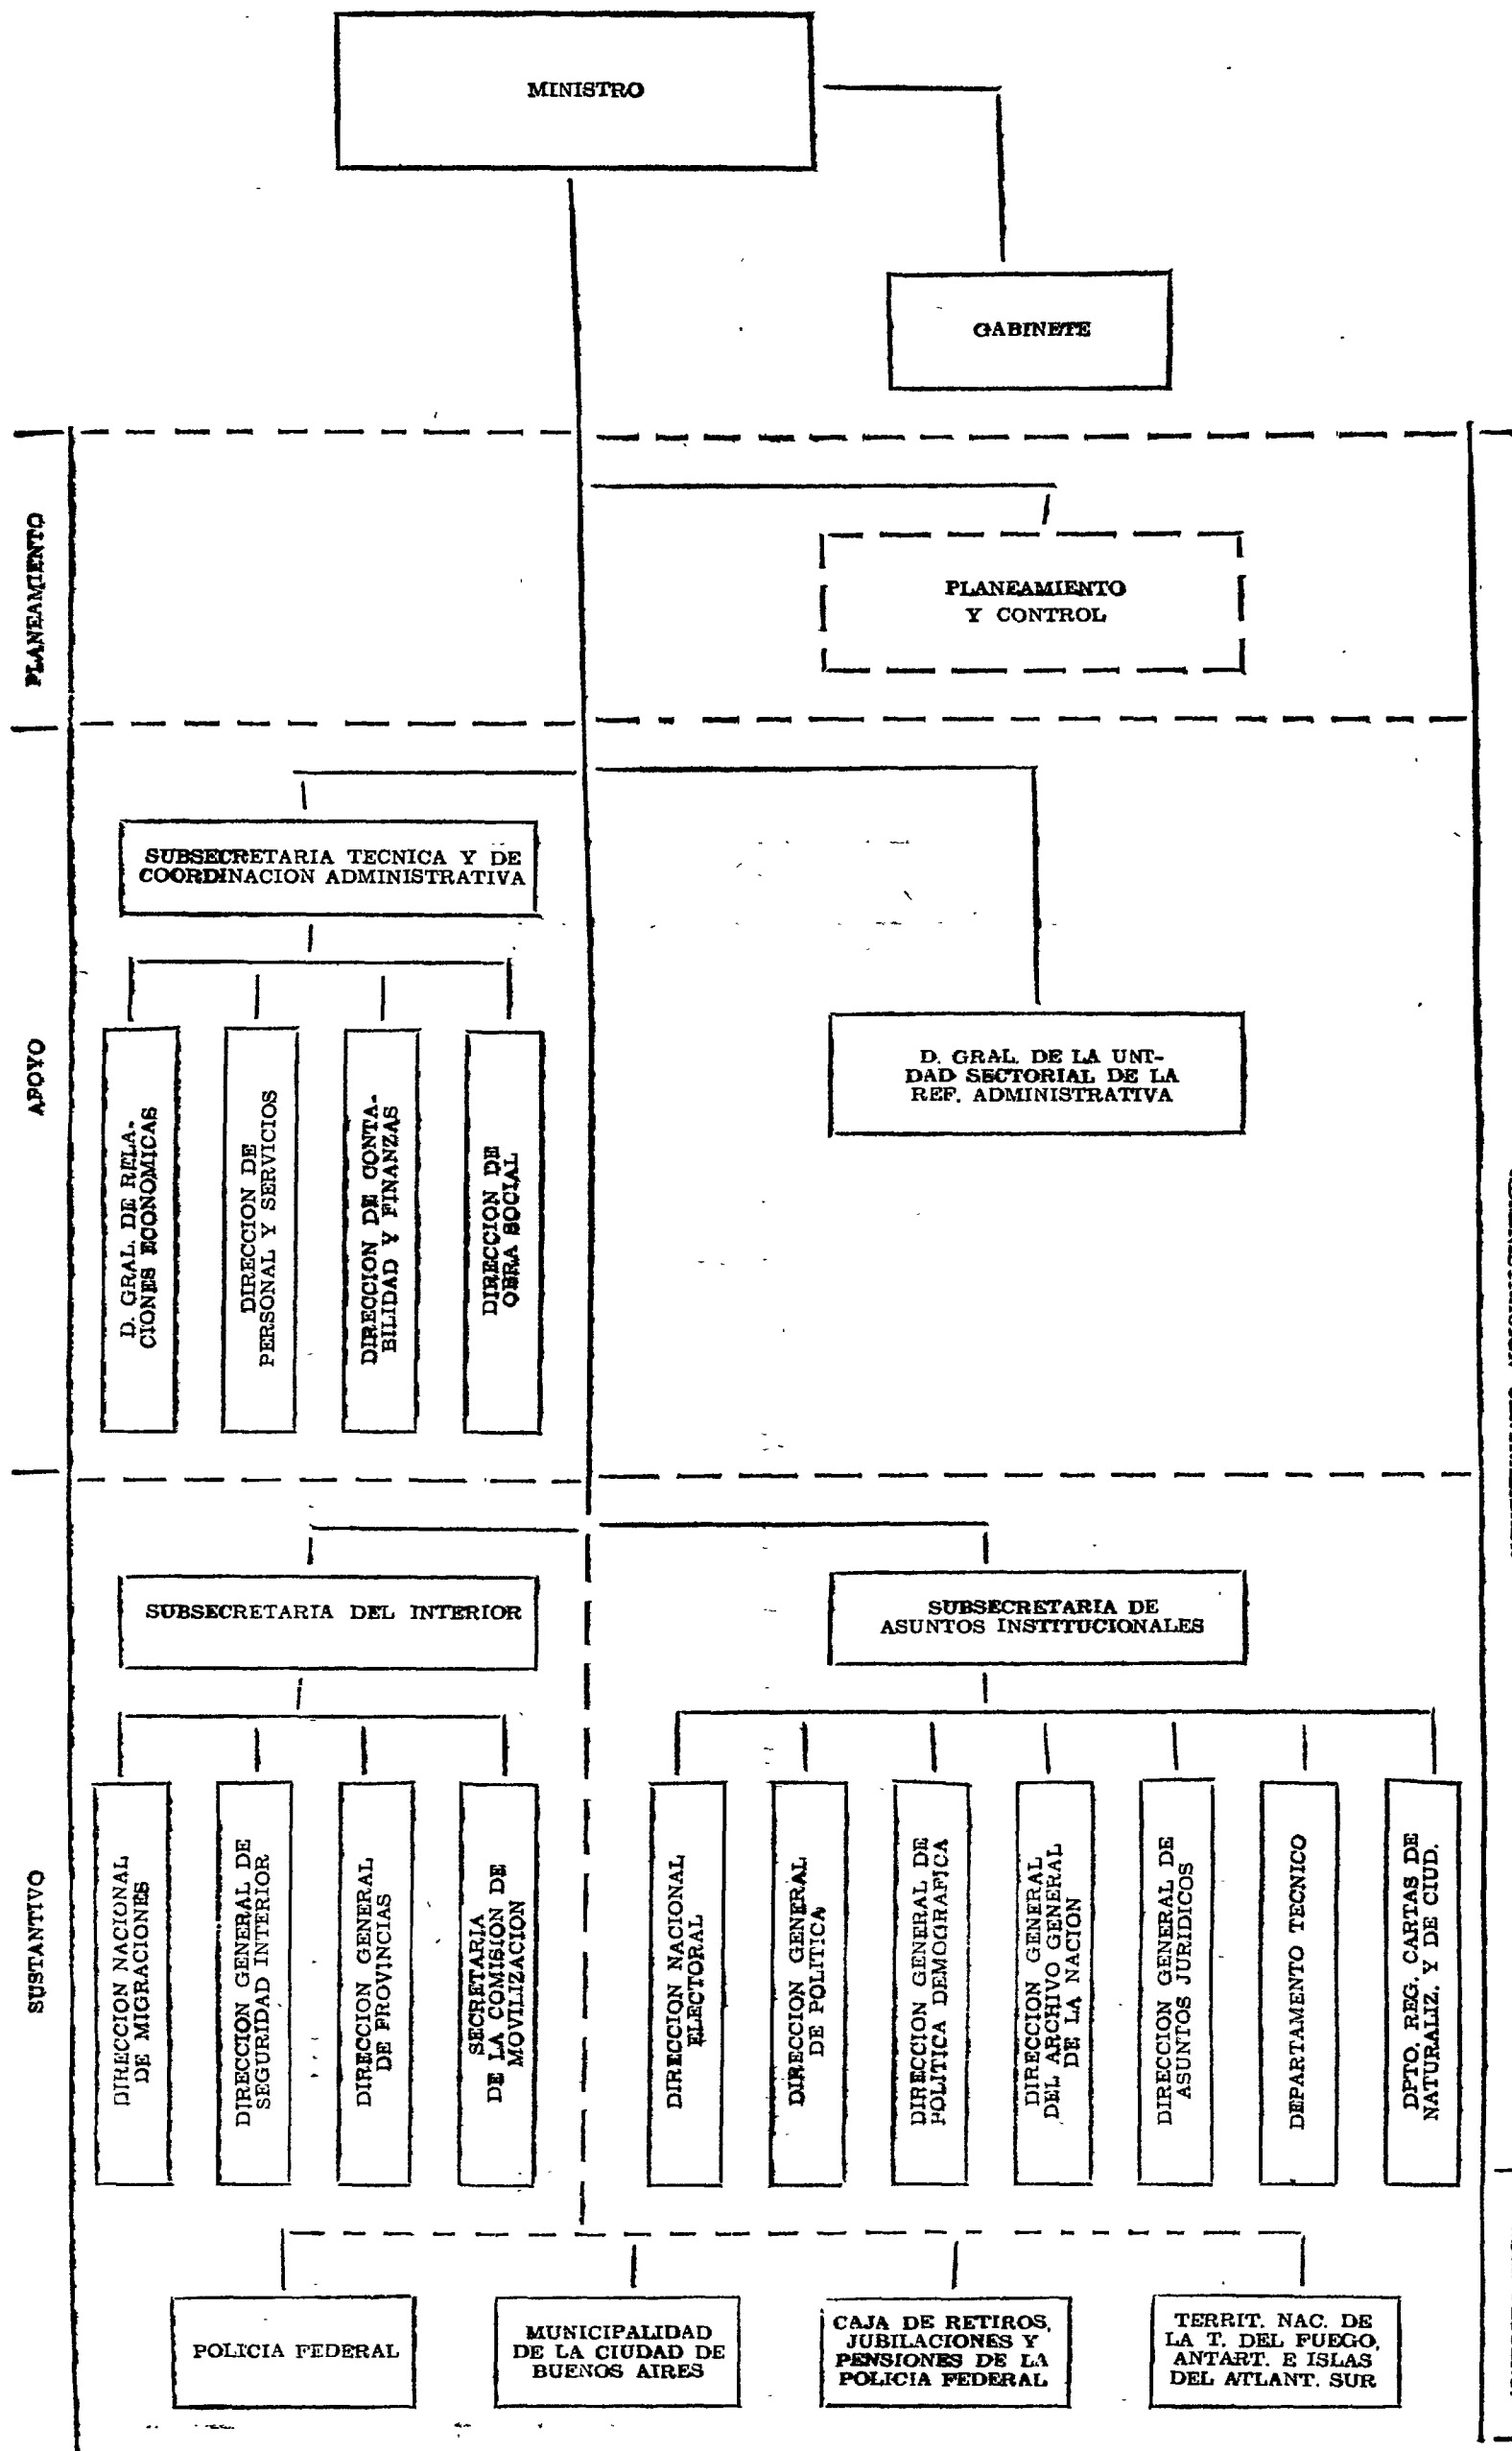 MINISTRO
GABINETE
PLANEAMIENTO
PLANEAMIENTO
Y CONTROL
APOYO
SUBSECRETARIA TECNICA Y DE
COORDINACION ADMINISTRATIVA
D. GRAL. DE RELA-
CIONES ECONOMICAS
DIRECCION DE
PERSONAL Y SERVICIOS
DIRECCION DE CONTA-
BILIDAD Y FINANZAS
DIRECCION DE
OBRA SOCIAL
D. GRAL. DE LA UNI-
DAD SECTORIAL DE LA
REF. ADMINISTRATIVA
SUSTANTIVO
SUBSECRETARIA DEL INTERIOR
SUBSECRETARIA DE
ASUNTOS INSTITUCIONALES
DIRECCION NACIONAL
DE MIGRACIONES
DIRECCION GENERAL DE
SEGURIDAD INTERIOR
DIRECCION GENERAL
DE PROVINCIAS
SECRETARIA
DE LA COMISION DE
MOVILIZACION
DIRECCION NACIONAL
ELECTORAL
DIRECCION GENERAL
DE POLITICA
DIRECCION GENERAL DE
POLITICA DEMOGRAFICA
DIRECCION GENERAL
DEL ARCHIVO GENERAL
DE LA NACION
DIRECCION GENERAL DE
ASUNTOS JURIDICOS
DEPARTAMENTO TECNICO
DPTO. REG. CARTAS DE
NATURALIZ. Y DE CIUD.
POLICIA FEDERAL
MUNICIPALIDAD
DE LA CIUDAD DE
BUENOS AIRES
CAJA DE RETIROS,
JUBILACIONES Y
PENSIONES DE LA
POLICIA FEDERAL
TERRIT. NAC. DE
LA T. DEL FUEGO,
ANTART. E ISLAS
DEL ATLANT. SUR